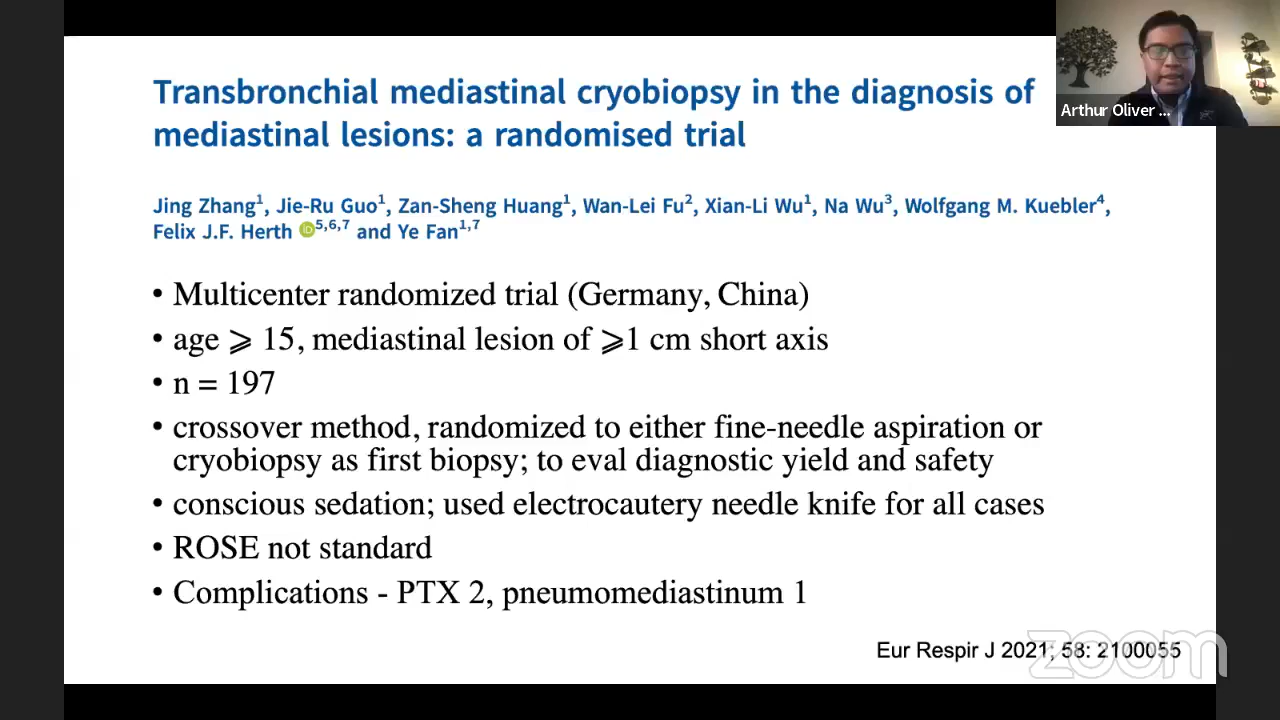 Transbronchial mediastinal cryobiopsy in the diagnosis of
mediastinal lesions: a randomised trial
Arthur Oliver ...
Jing Zhang1, Jie-Ru Guo1, Zan-Sheng Huang1, Wan-Lei Fu2, Xian-Li Wu1, Na Wu3, Wolfgang M. Kuebler4,
Felix J.F. Herth iD5,6,7 and Ye Fan1,7
• Multicenter randomized trial (Germany, China)
• age ⩾ 15, mediastinal lesion of ⩾1 cm short axis
• n = 197
• crossover method, randomized to either fine-needle aspiration or
cryobiopsy as first biopsy; to eval diagnostic yield and safety
• conscious sedation; used electrocautery needle knife for all cases
• ROSE not standard
• Complications - PTX 2, pneumomediastinum 1
Eur Respir J 2021; 58: 2100055
zoom